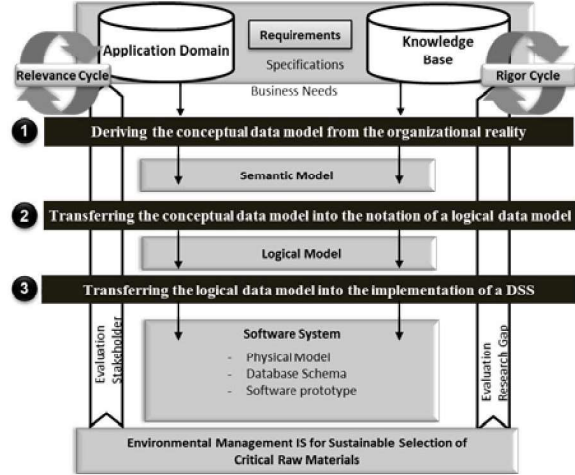 Application Domain
Requirements
Knowledge
Base
Specifications
Relevance Cycle
Rigor Cycle
Business Needs
1 Deriving the conceptual data model from the organizational reality
Semantic Model
2 Transferring the conceptual data model into the notation of a logical data model
Logical Model
3 Transferring the logical data model into the implementation of a DSS
Evaluation
Stakeholder
Software System
- Physical Model
- Database Schema
- Software prototype
Evaluation
Research Gap
Environmental Management IS for Sustainable Selection of
Critical Raw Materials